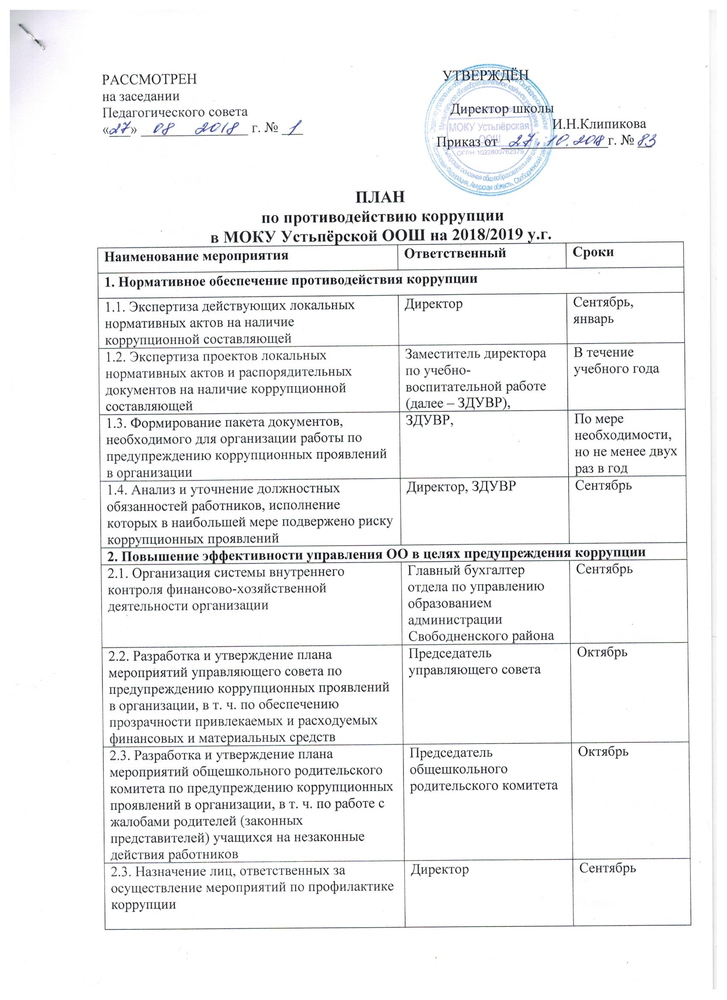 РАССМОТРЕН
на заседании
Педагогического совета
«27» 08 2018 г. № 1
УТВЕРЖДЁН
Директор школы
И.Н.Клипикова
Приказ от 27.10.2018 г. № 83
МОКУ Устьпёрская
ООШ
ОГРН 1022800762379
Российская Федерация, Амурская область, Свободненский район
ПЛАН
по противодействию коррупции
в МОКУ Устьпёрской ООШ на 2018/2019 у.г.
Наименование мероприятия
Ответственный
Сроки
1. Нормативное обеспечение противодействия коррупции
1.1. Экспертиза действующих локальных
нормативных актов на наличие
коррупционной составляющей
Директор
Сентябрь,
январь
1.2. Экспертиза проектов локальных
нормативных актов и распорядительных
документов на наличие коррупционной
составляющей
Заместитель директора
по учебно-
воспитательной работе
(далее – ЗДУВР),
В течение
учебного года
1.3. Формирование пакета документов,
необходимого для организации работы по
предупреждению коррупционных проявлений
в организации
ЗДУВР,
По мере
необходимости,
но не менее двух
раз в год
1.4. Анализ и уточнение должностных
обязанностей работников, исполнение
которых в наибольшей мере подвержено риску
коррупционных проявлений
Директор, ЗДУВР
Сентябрь
2. Повышение эффективности управления ОО в целях предупреждения коррупции
2.1. Организация системы внутреннего
контроля финансово-хозяйственной
деятельности организации
Главный бухгалтер
отдела по управлению
образованием
администрации
Свободненского района
Сентябрь
2.2. Разработка и утверждение плана
мероприятий управляющего совета по
предупреждению коррупционных проявлений
в организации, в т. ч. по обеспечению
прозрачности привлекаемых и расходуемых
финансовых и материальных средств
Председатель
управляющего совета
Октябрь
2.3. Разработка и утверждение плана
мероприятий общешкольного родительского
комитета по предупреждению коррупционных
проявлений в организации, в т. ч. по работе с
жалобами родителей (законных
представителей) учащихся на незаконные
действия работников
Председатель
общешкольного
родительского комитета
Октябрь
2.3. Назначение лиц, ответственных за
осуществление мероприятий по профилактике
коррупции
Директор
Сентябрь